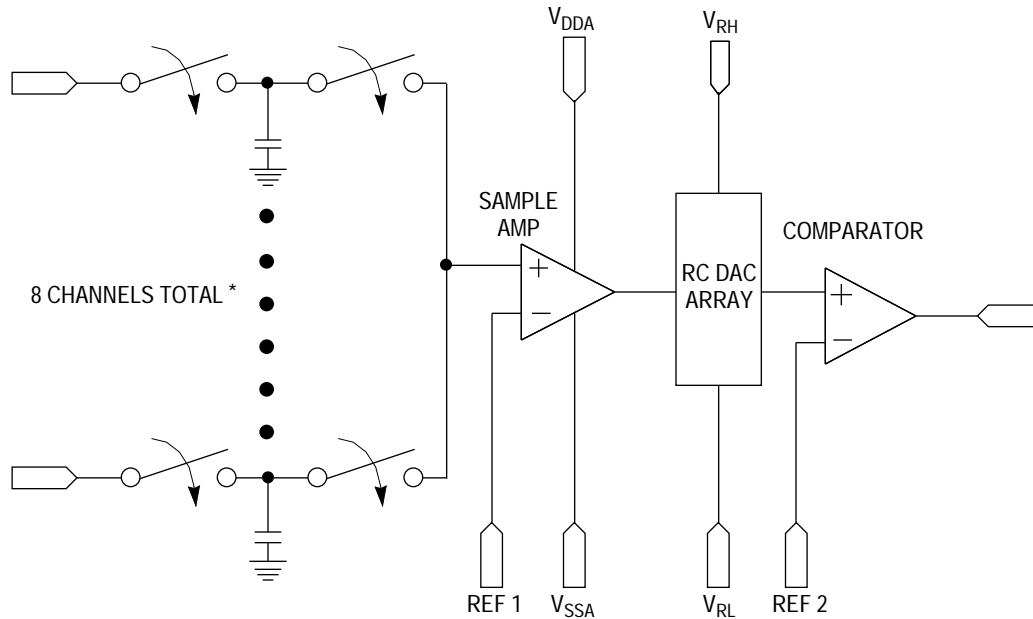 V_DDA
V_RH
SAMPLE
AMP
+
−
8 CHANNELS TOTAL *
RC DAC
ARRAY
COMPARATOR
+
−
REF 1
V_SSA
V_RL
REF 2